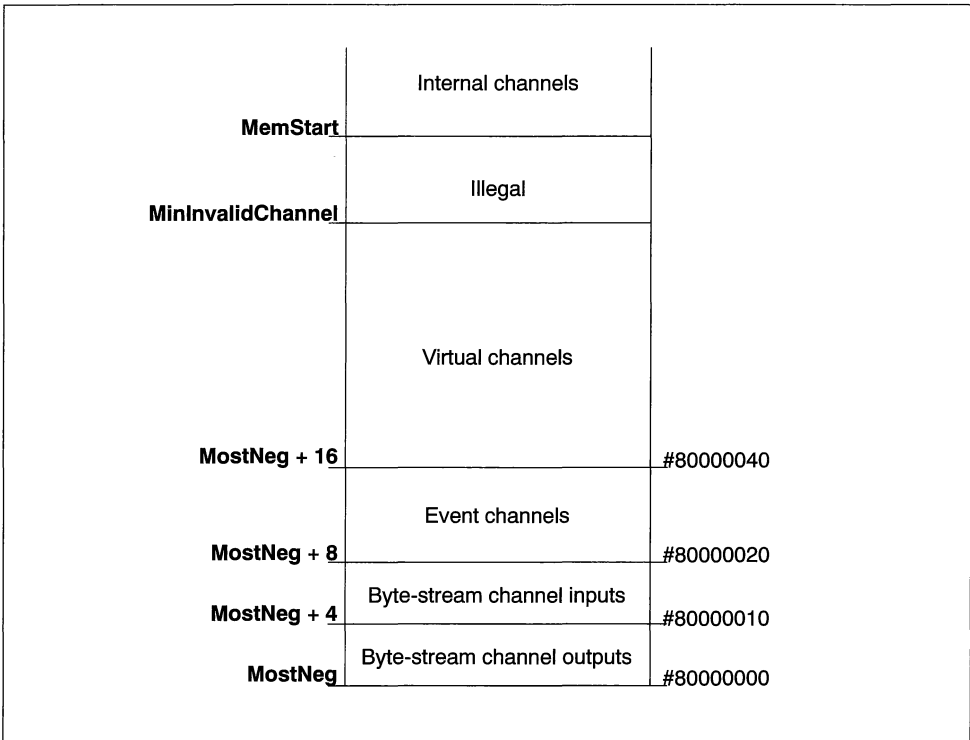 Internal channels
MemStart
Illegal
MinInvalidChannel
Virtual channels
MostNeg + 16 #80000040
Event channels
MostNeg + 8 #80000020
Byte-stream channel inputs
MostNeg + 4 #80000010
Byte-stream channel outputs
MostNeg #80000000